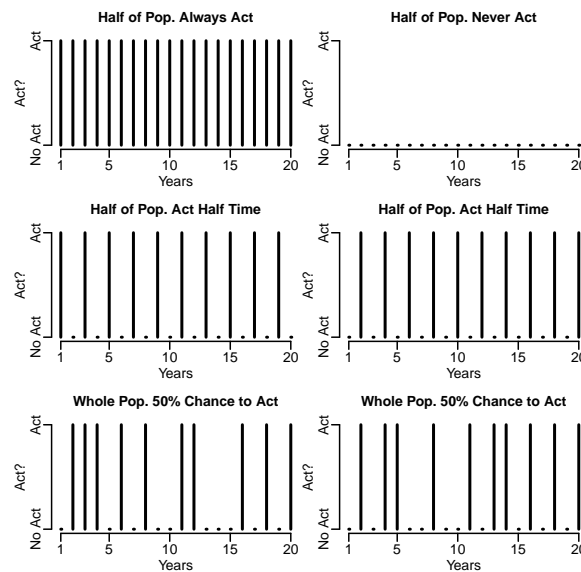 Half of Pop. Always Act
Act
Act?
No Act
1 5 10 15 20
Years
Half of Pop. Never Act
Act
Act?
No Act
1 5 10 15 20
Years
Half of Pop. Act Half Time
Act
Act?
No Act
1 5 10 15 20
Years
Half of Pop. Act Half Time
Act
Act?
No Act
1 5 10 15 20
Years
Whole Pop. 50% Chance to Act
Act
Act?
No Act
1 5 10 15 20
Years
Whole Pop. 50% Chance to Act
Act
Act?
No Act
1 5 10 15 20
Years